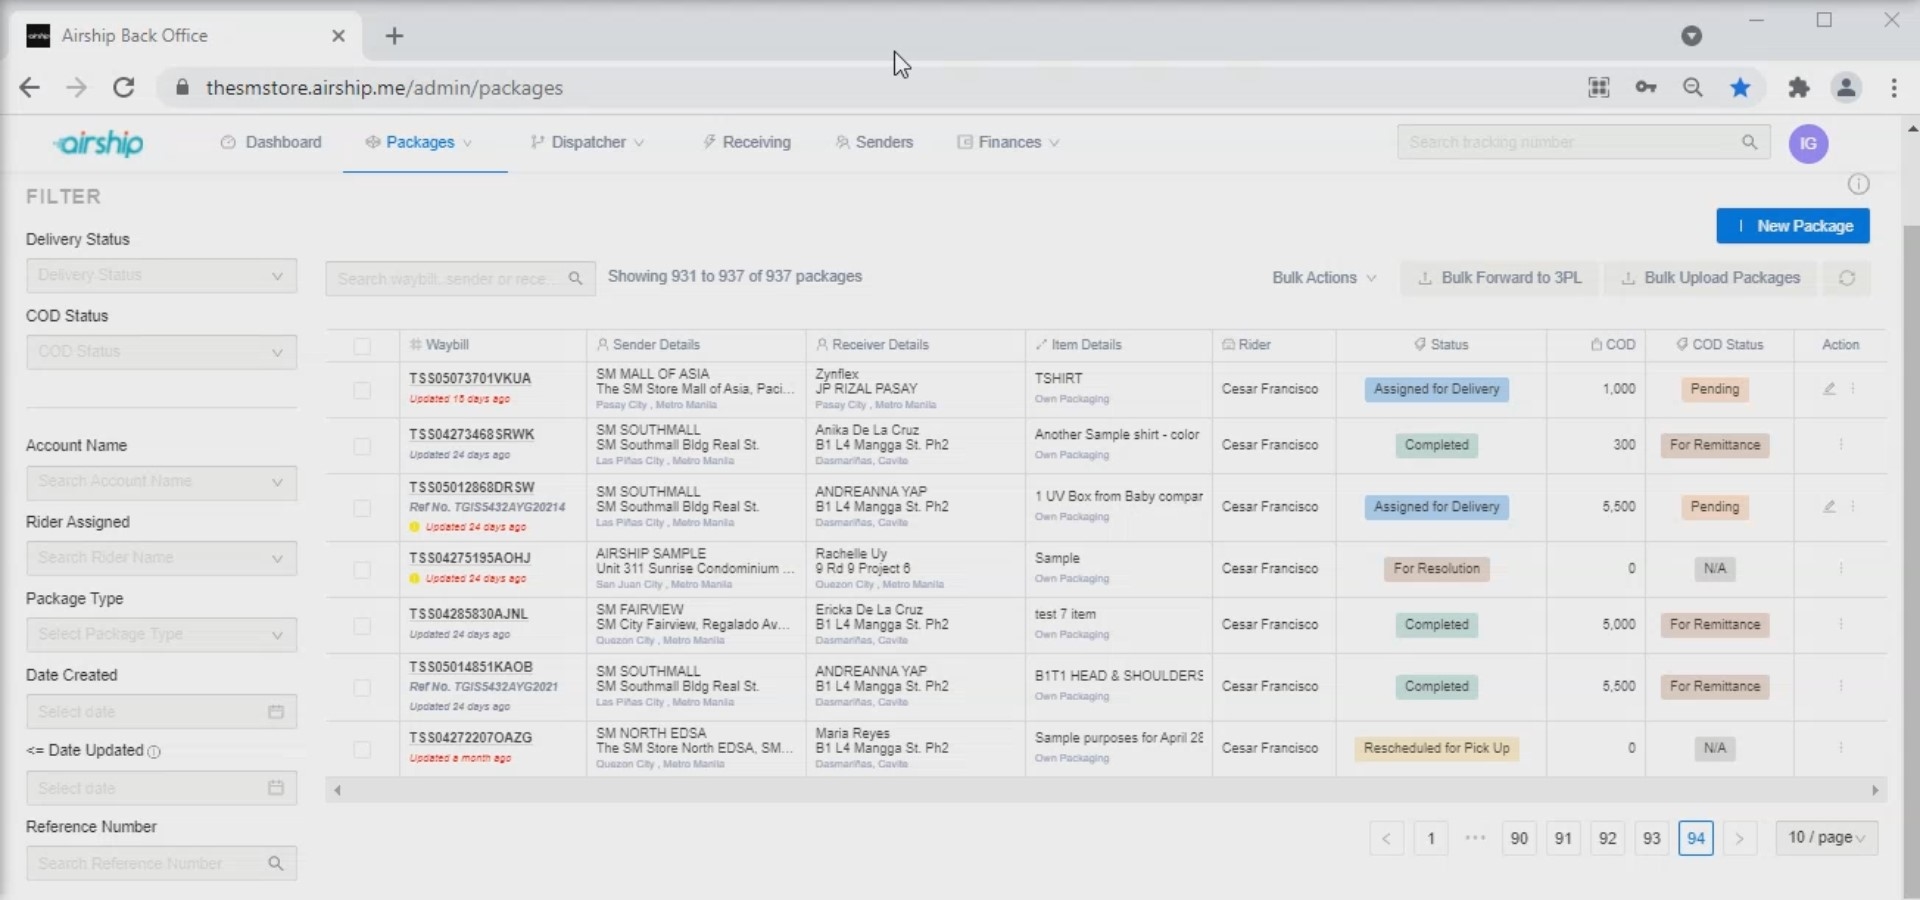 Airship Back Office
thesmstore.airship.me/admin/packages
airship
Dashboard
Packages
Dispatcher
Receiving
Senders
Finances
Search tracking number
IG
FILTER
New Package
Delivery Status
Delivery Status
Search waybill, sender or rece...
Showing 931 to 937 of 937 packages
Bulk Actions
Bulk Forward to 3PL
Bulk Upload Packages
COD Status
COD Status
Account Name
Search Account Name
Rider Assigned
Search Rider Name
Package Type
Select Package Type
Date Created
Select date
<= Date Updated
Select date
Reference Number
Search Reference Number
Waybill
Sender Details
Receiver Details
Item Details
Rider
Status
COD
COD Status
Action
TSS05073701VKUA
Updated 15 days ago
SM MALL OF ASIA
The SM Store Mall of Asia, Paci...
Pasay City , Metro Manila
Zynflex
JP RIZAL PASAY
Pasay City , Metro Manila
TSHIRT
Own Packaging
Cesar Francisco
Assigned for Delivery
1,000
Pending
TSS04273468SRWK
Updated 24 days ago
SM SOUTHMALL
SM Southmall Bldg Real St.
Las Piñas City , Metro Manila
Anika De La Cruz
B1 L4 Mangga St. Ph2
Dasmariñas, Cavite
Another Sample shirt - color
Own Packaging
Cesar Francisco
Completed
300
For Remittance
TSS05012868DRSW
Ref No. TGIS5432AYG20214
Updated 24 days ago
SM SOUTHMALL
SM Southmall Bldg Real St.
Las Piñas City , Metro Manila
ANDREANNA YAP
B1 L4 Mangga St. Ph2
Dasmariñas, Cavite
1 UV Box from Baby compar
Own Packaging
Cesar Francisco
Assigned for Delivery
5,500
Pending
TSS04275195AOHJ
Updated 24 days ago
AIRSHIP SAMPLE
Unit 311 Sunrise Condominium ...
San Juan City , Metro Manila
Rachelle Uy
9 Rd 9 Project 6
Quezon City , Metro Manila
Sample
Own Packaging
Cesar Francisco
For Resolution
0
N/A
TSS04285830AJNL
Updated 24 days ago
SM FAIRVIEW
SM City Fairview, Regalado Av...
Quezon City , Metro Manila
Ericka De La Cruz
B1 L4 Mangga St. Ph2
Dasmariñas, Cavite
test 7 item
Own Packaging
Cesar Francisco
Completed
5,000
For Remittance
TSS05014851KAOB
Ref No. TGIS5432AYG2021
Updated 24 days ago
SM SOUTHMALL
SM Southmall Bldg Real St.
Las Piñas City , Metro Manila
ANDREANNA YAP
B1 L4 Mangga St. Ph2
Dasmariñas, Cavite
B1T1 HEAD & SHOULDERS
Own Packaging
Cesar Francisco
Completed
5,500
For Remittance
TSS04272207OAZG
Updated a month ago
SM NORTH EDSA
The SM Store North EDSA, SM...
Quezon City , Metro Manila
Maria Reyes
B1 L4 Mangga St. Ph2
Dasmariñas, Cavite
Sample purposes for April 28
Own Packaging
Cesar Francisco
Rescheduled for Pick Up
0
N/A
< 1 ••• 90 91 92 93 94 > 10 / page